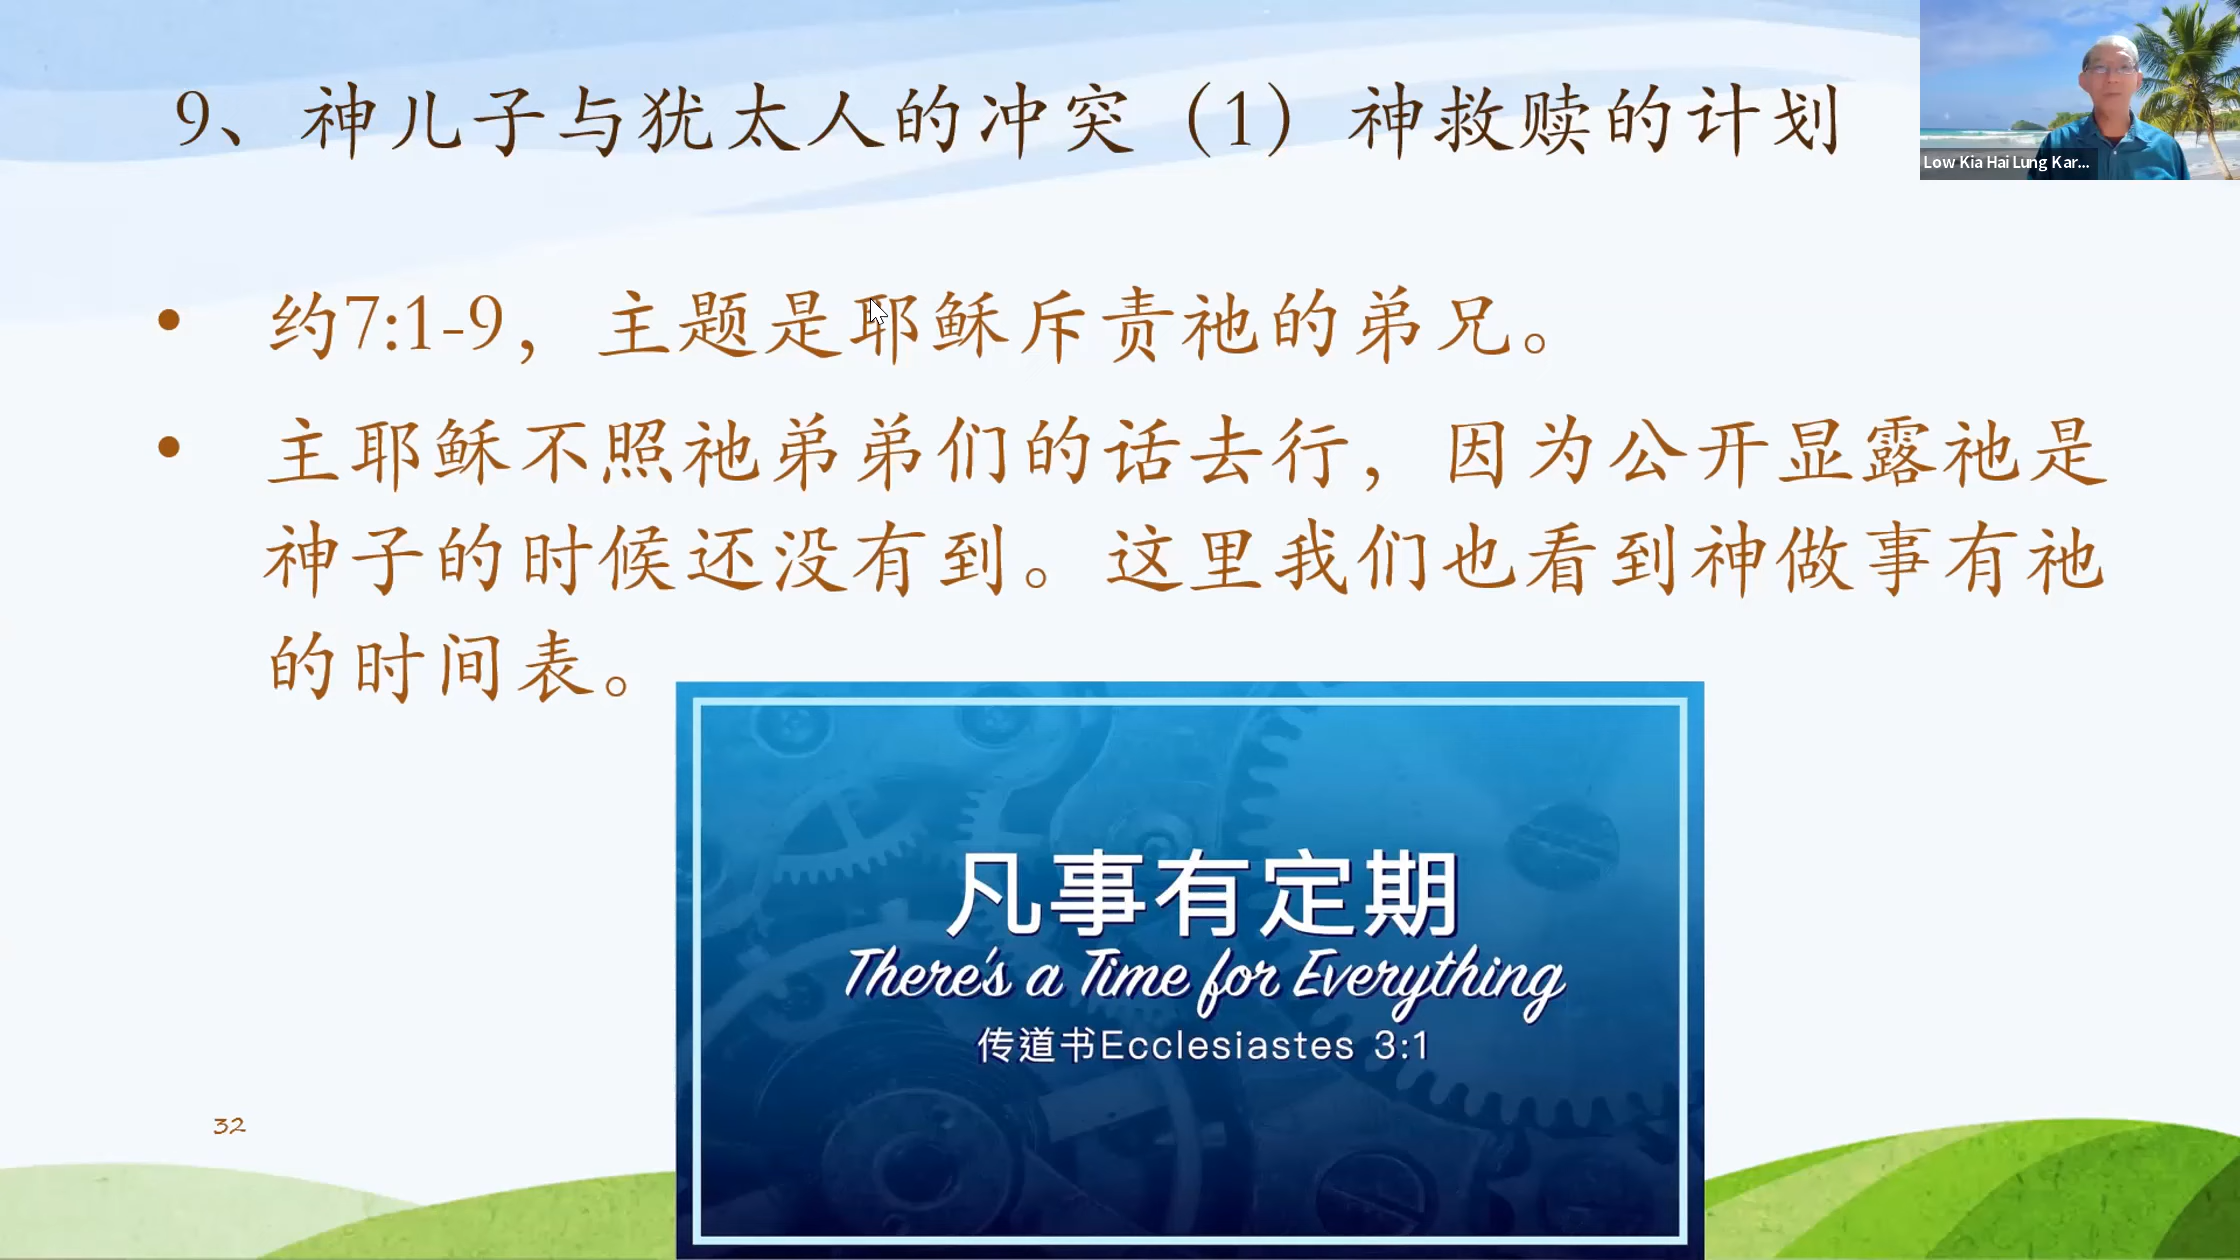 9、神儿子与犹太人的冲突（1）神救赎的计划
Low Kia Hai Lung Kar...
• 约7:1-9，主题是耶稣斥责祂的弟兄。
• 主耶稣不照祂弟弟们的话去行，因为公开显露祂是
神子的时候还没有到。这里我们也看到神做事有祂
的时间表。
凡事有定期
There's a Time for Everything
传道书Ecclesiastes 3:1
32